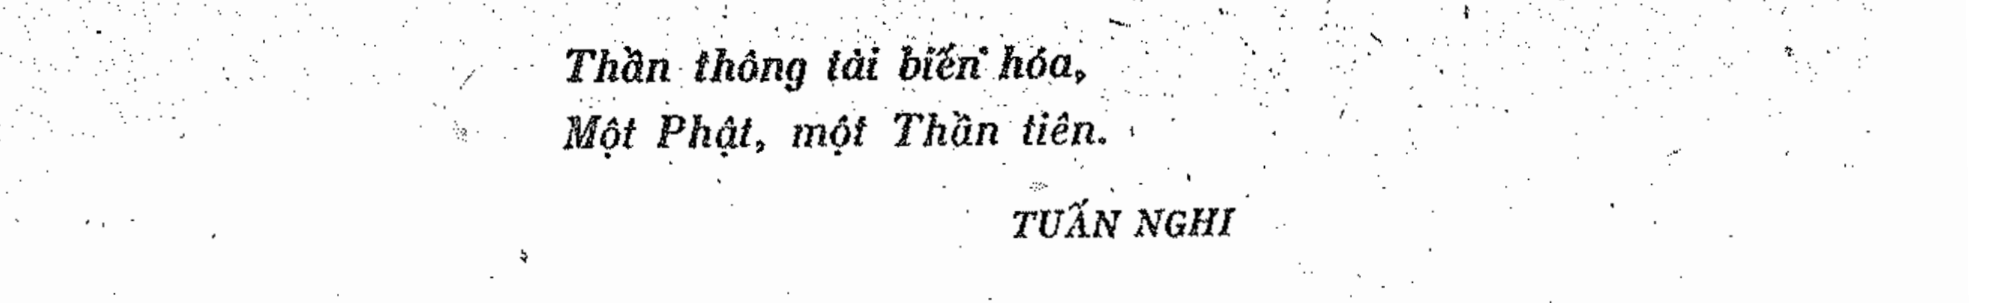 Thần thông tài biến hóa,
Một Phật, một Thần tiên.
TUẤN NGHI